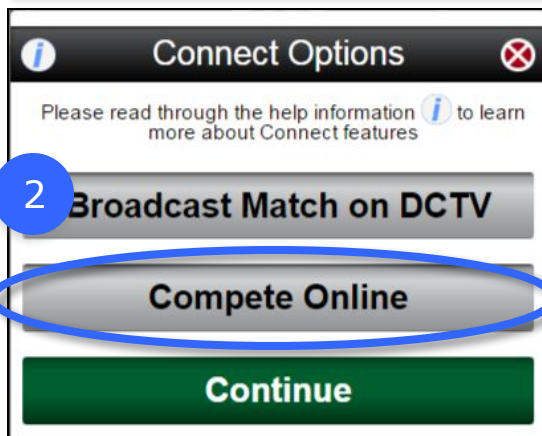 Connect Options
Please read through the help information i to learn
more about Connect features
2
Broadcast Match on DCTV
Compete Online
Continue